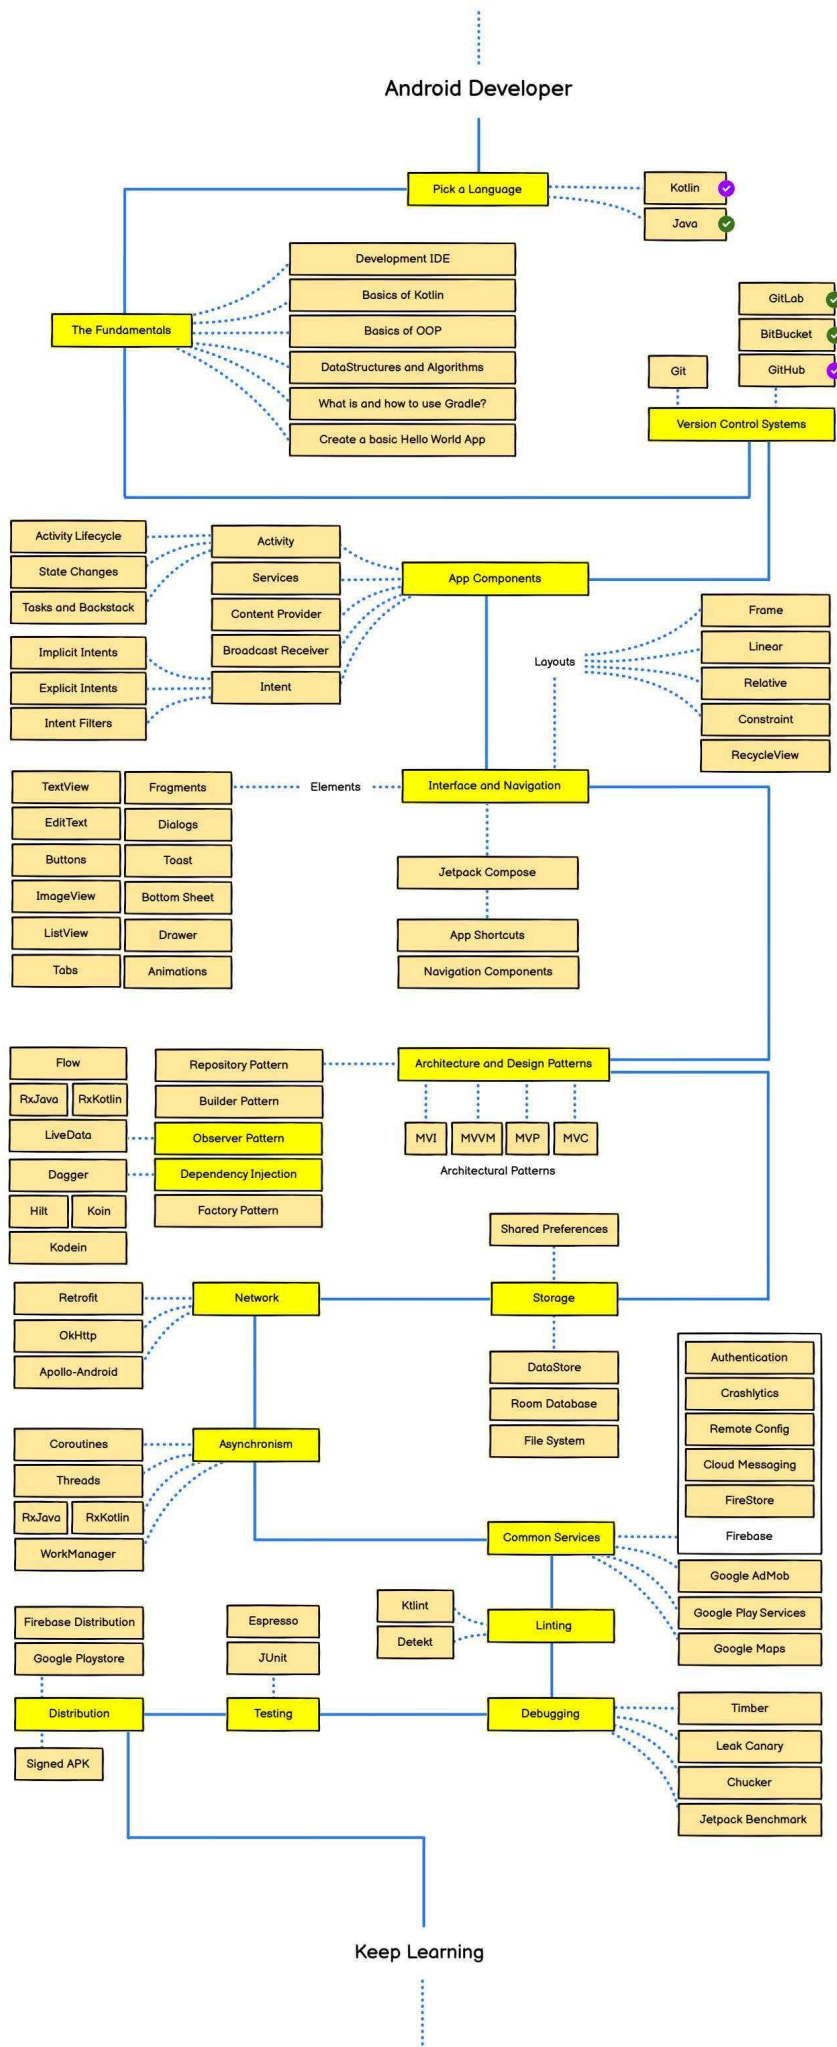 Android Developer
Pick a Language
Kotlin
Java
The Fundamentals
Development IDE
Basics of Kotlin
Basics of OOP
DataStructures and Algorithms
What is and how to use Gradle?
Create a basic Hello World App
GitLab
BitBucket
GitHub
Git
Version Control Systems
Activity Lifecycle
State Changes
Tasks and Backstack
Activity
Services
Content Provider
Broadcast Receiver
Intent
Implicit Intents
Explicit Intents
Intent Filters
App Components
Layouts
Frame
Linear
Relative
Constraint
RecycleView
Interface and Navigation
Elements
TextView
Fragments
EditText
Dialogs
Buttons
Toast
ImageView
Bottom Sheet
ListView
Drawer
Tabs
Animations
Jetpack Compose
App Shortcuts
Navigation Components
Architecture and Design Patterns
MVI
MVVM
MVP
MVC
Architectural Patterns
Repository Pattern
Builder Pattern
Observer Pattern
Dependency Injection
Factory Pattern
Flow
RxJava
RxKotlin
LiveData
Dagger
Hilt
Koin
Kodein
Shared Preferences
Storage
DataStore
Room Database
File System
Network
Retrofit
OkHttp
Apollo-Android
Asynchronism
Coroutines
Threads
RxJava
RxKotlin
WorkManager
Common Services
Authentication
Crashlytics
Remote Config
Cloud Messaging
FireStore
Firebase
Google AdMob
Google Play Services
Google Maps
Linting
Ktlint
Detekt
Debugging
Timber
Leak Canary
Chucker
Jetpack Benchmark
Testing
Espresso
JUnit
Distribution
Firebase Distribution
Google Playstore
Signed APK
Keep Learning